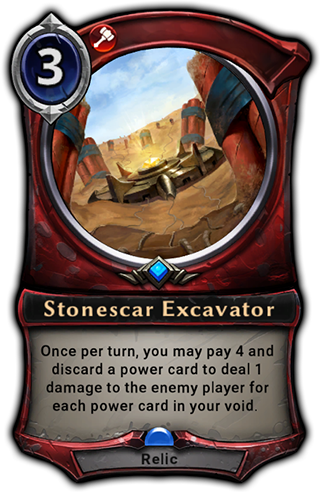 3
Stonescar Excavator
Once per turn, you may pay 4 and
discard a power card to deal 1
damage to the enemy player for
each power card in your void.
Relic